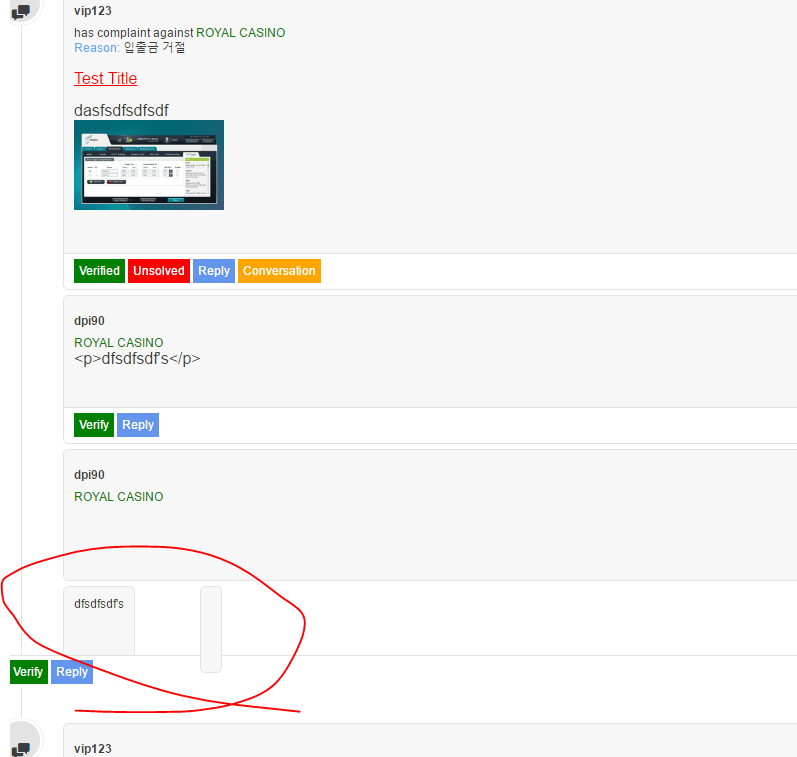 vip123
has complaint against ROYAL CASINO
Reason: 입출금 거절
Test Title
dasfsdfsdfsdf
Verified Unsolved Reply Conversation
dpi90
ROYAL CASINO
<p>dfsdfsdf's</p>
Verify Reply
dpi90
ROYAL CASINO
dfsdfsdf's
Verify Reply
vip123